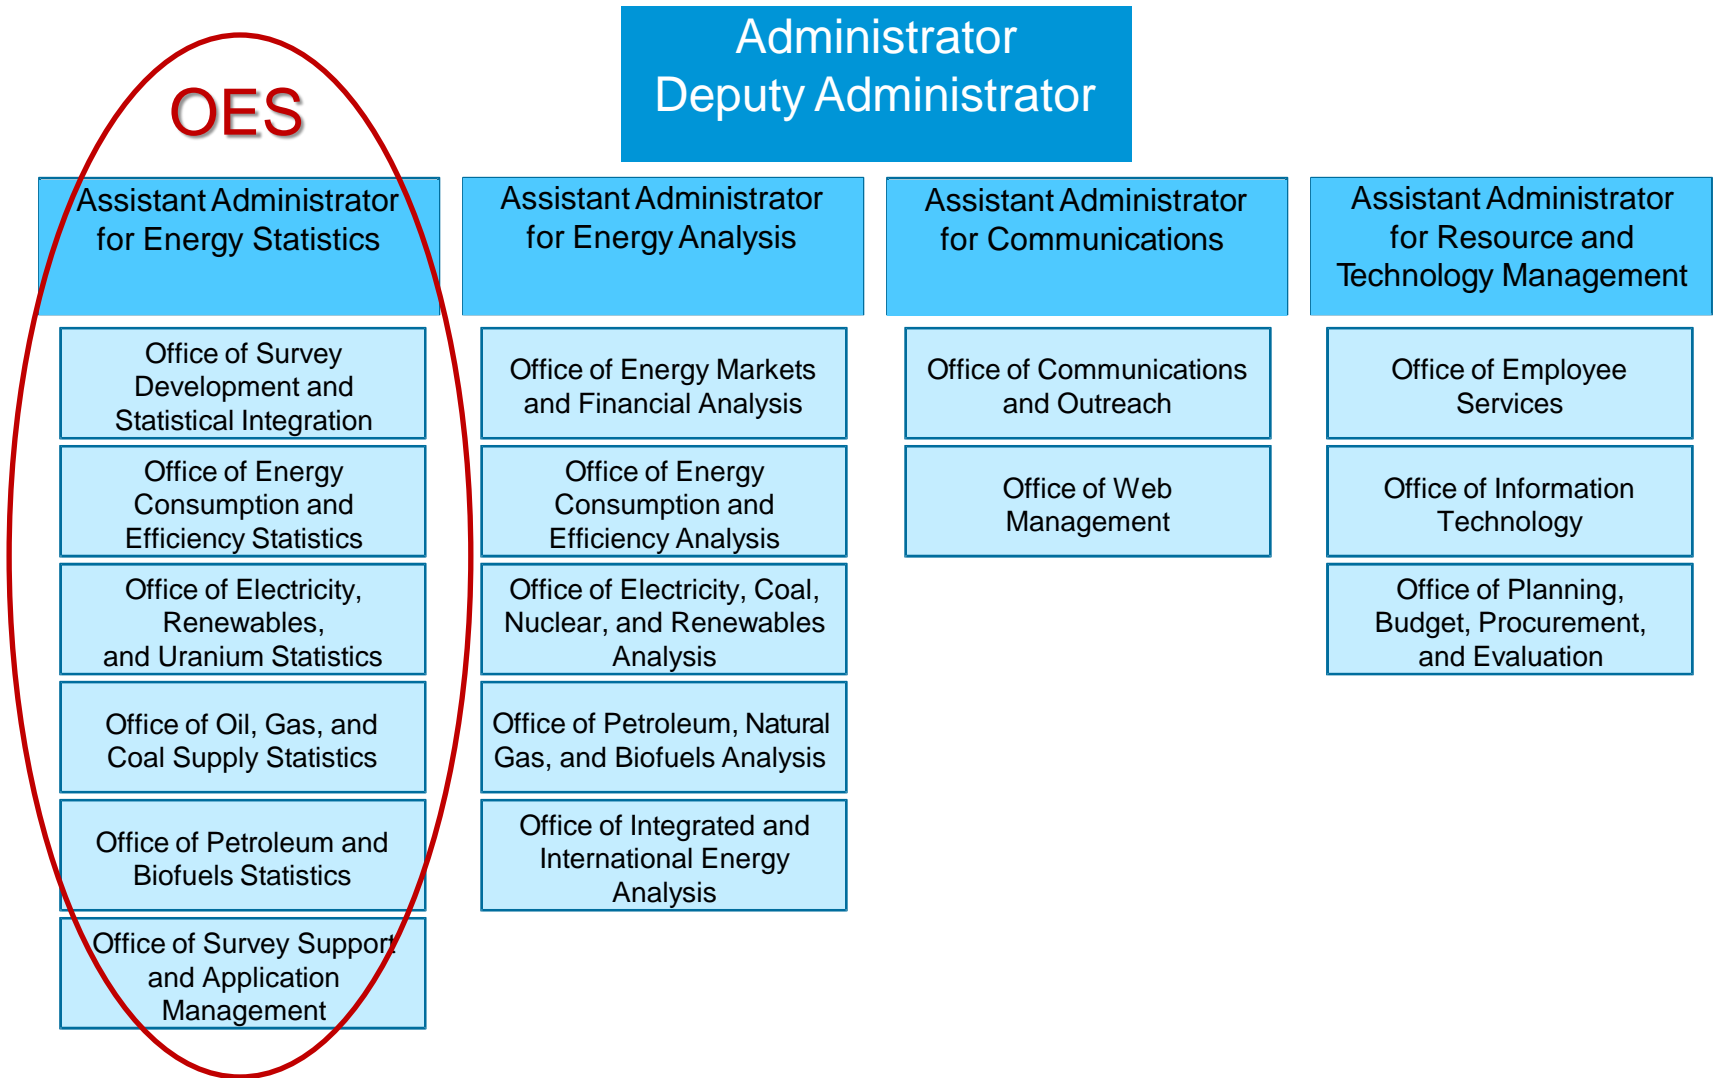 Administrator
Deputy Administrator
OES
Assistant Administrator
for Energy Statistics
Office of Survey
Development and
Statistical Integration
Office of Energy
Consumption and
Efficiency Statistics
Office of Electricity,
Renewables,
and Uranium Statistics
Office of Oil, Gas, and
Coal Supply Statistics
Office of Petroleum and
Biofuels Statistics
Office of Survey Support
and Application
Management
Assistant Administrator
for Energy Analysis
Office of Energy Markets
and Financial Analysis
Office of Energy
Consumption and
Efficiency Analysis
Office of Electricity, Coal,
Nuclear, and Renewables
Analysis
Office of Petroleum, Natural
Gas, and Biofuels Analysis
Office of Integrated and
International Energy
Analysis
Assistant Administrator
for Communications
Office of Communications
and Outreach
Office of Web
Management
Assistant Administrator
for Resource and
Technology Management
Office of Employee
Services
Office of Information
Technology
Office of Planning,
Budget, Procurement,
and Evaluation